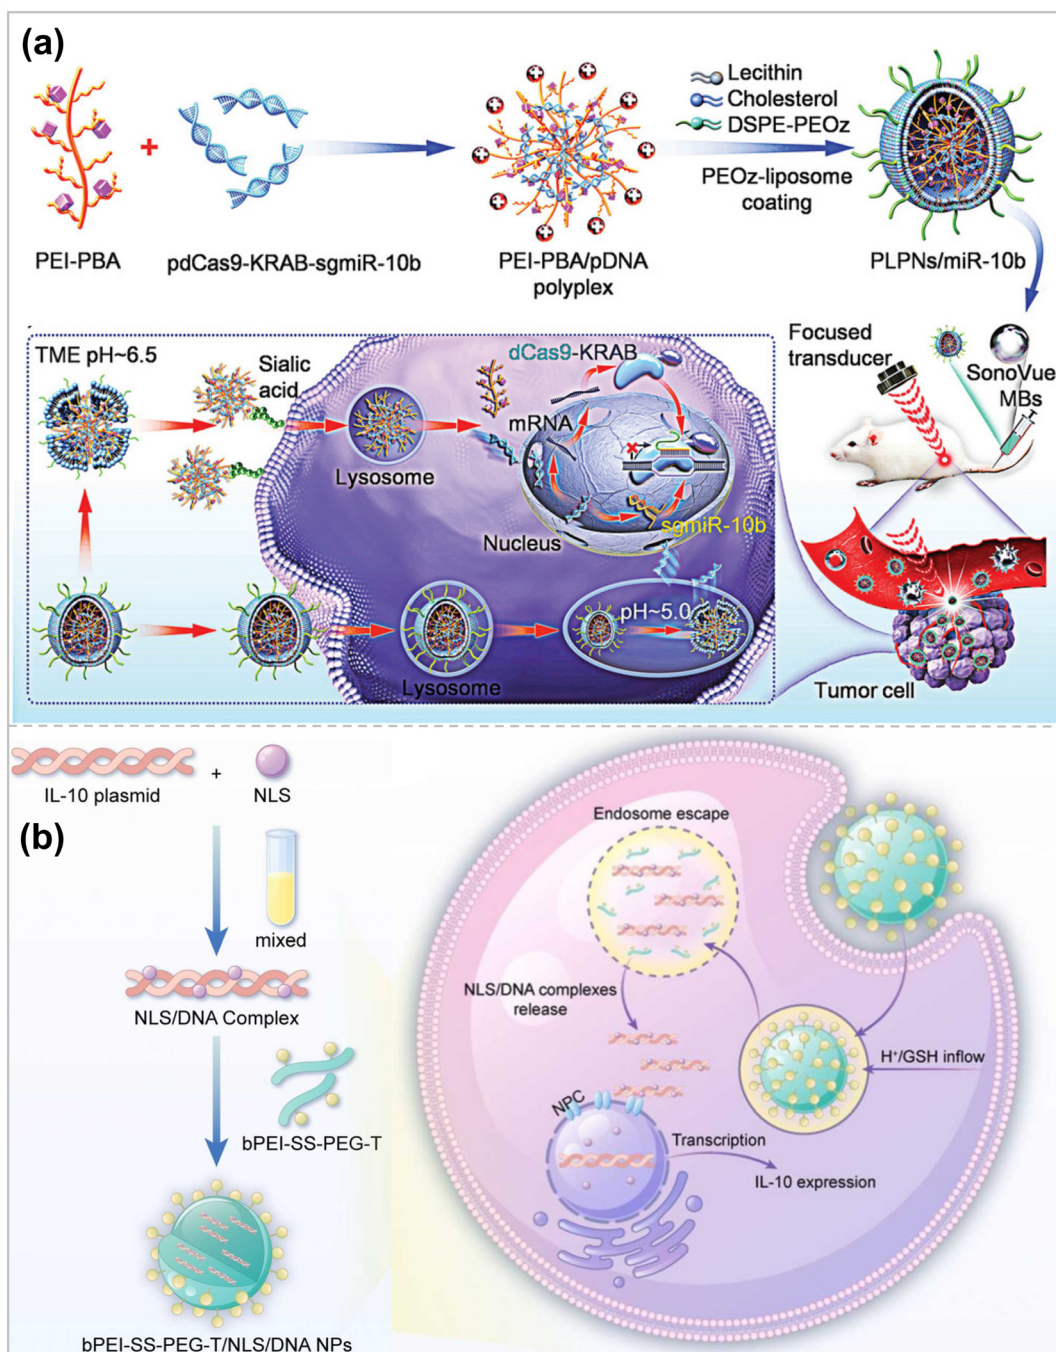 (a)
Lecithin
Cholesterol
DSPE-PEOz
PEOz-liposome
coating
+
PEI-PBA
pdCas9-KRAB-sgmiR-10b
PEI-PBA/pDNA
polyplex
PLPNs/miR-10b
TME pH~6.5
Sialic
acid
Lysosome
dCas9-KRAB
mRNA
Nucleus
sgmiR-10b
pH~5.0
Lysosome
Focused
transducer
SonoVue
MBs
Tumor cell
(b)
IL-10 plasmid
+
NLS
mixed
NLS/DNA Complex
bPEI-SS-PEG-T
bPEI-SS-PEG-T/NLS/DNA NPs
Endosome escape
NLS/DNA complexes
release
H⁺/GSH inflow
NPC
Transcription
IL-10 expression